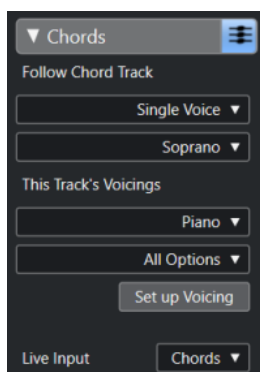 Chords
Follow Chord Track
Single Voice
Soprano
This Track's Voicings
Piano
All Options
Set up Voicing
Live Input Chords